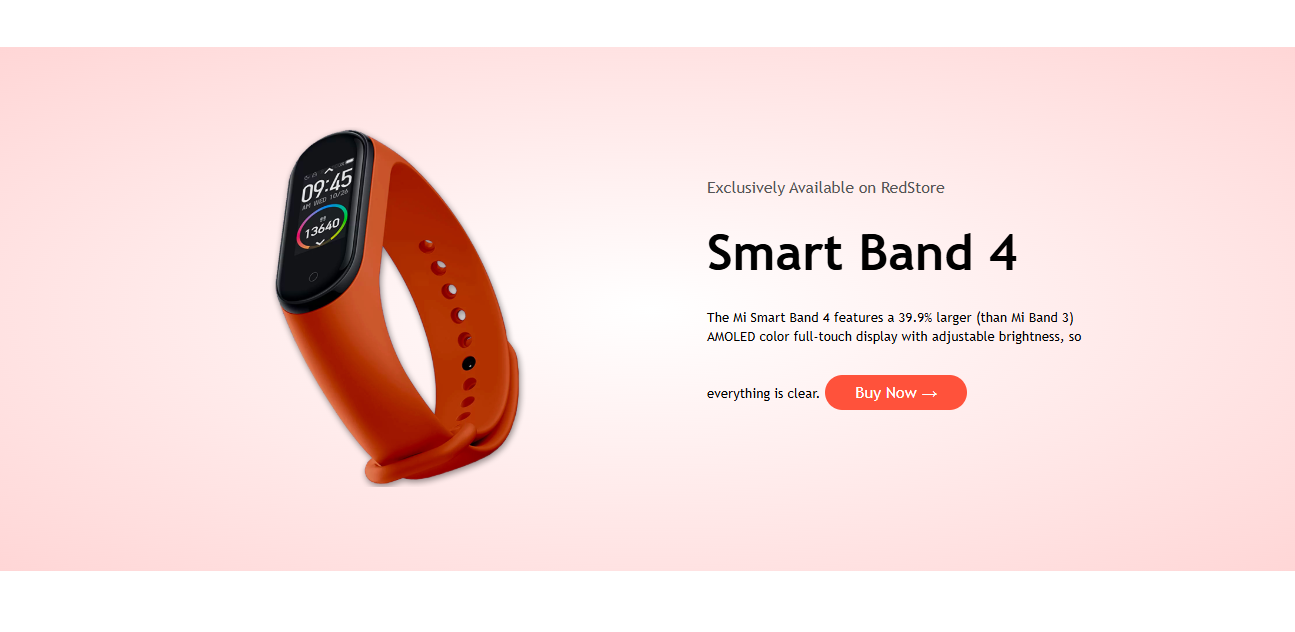 Exclusively Available on RedStore
Smart Band 4
The Mi Smart Band 4 features a 39.9% larger (than Mi Band 3)
AMOLED color full-touch display with adjustable brightness, so
everything is clear. Buy Now →
09:45
AM WED 10/26
13640